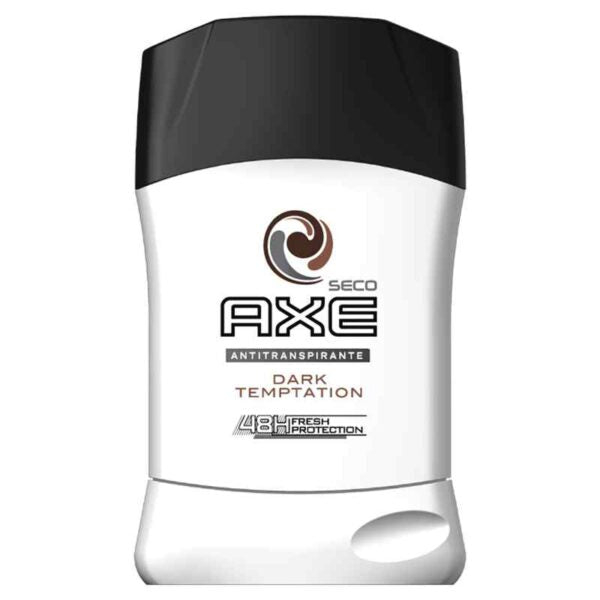 SECO
AXE
ANTITRANSPIRANTE
DARK
TEMPTATION
48H FRESH
PROTECTION